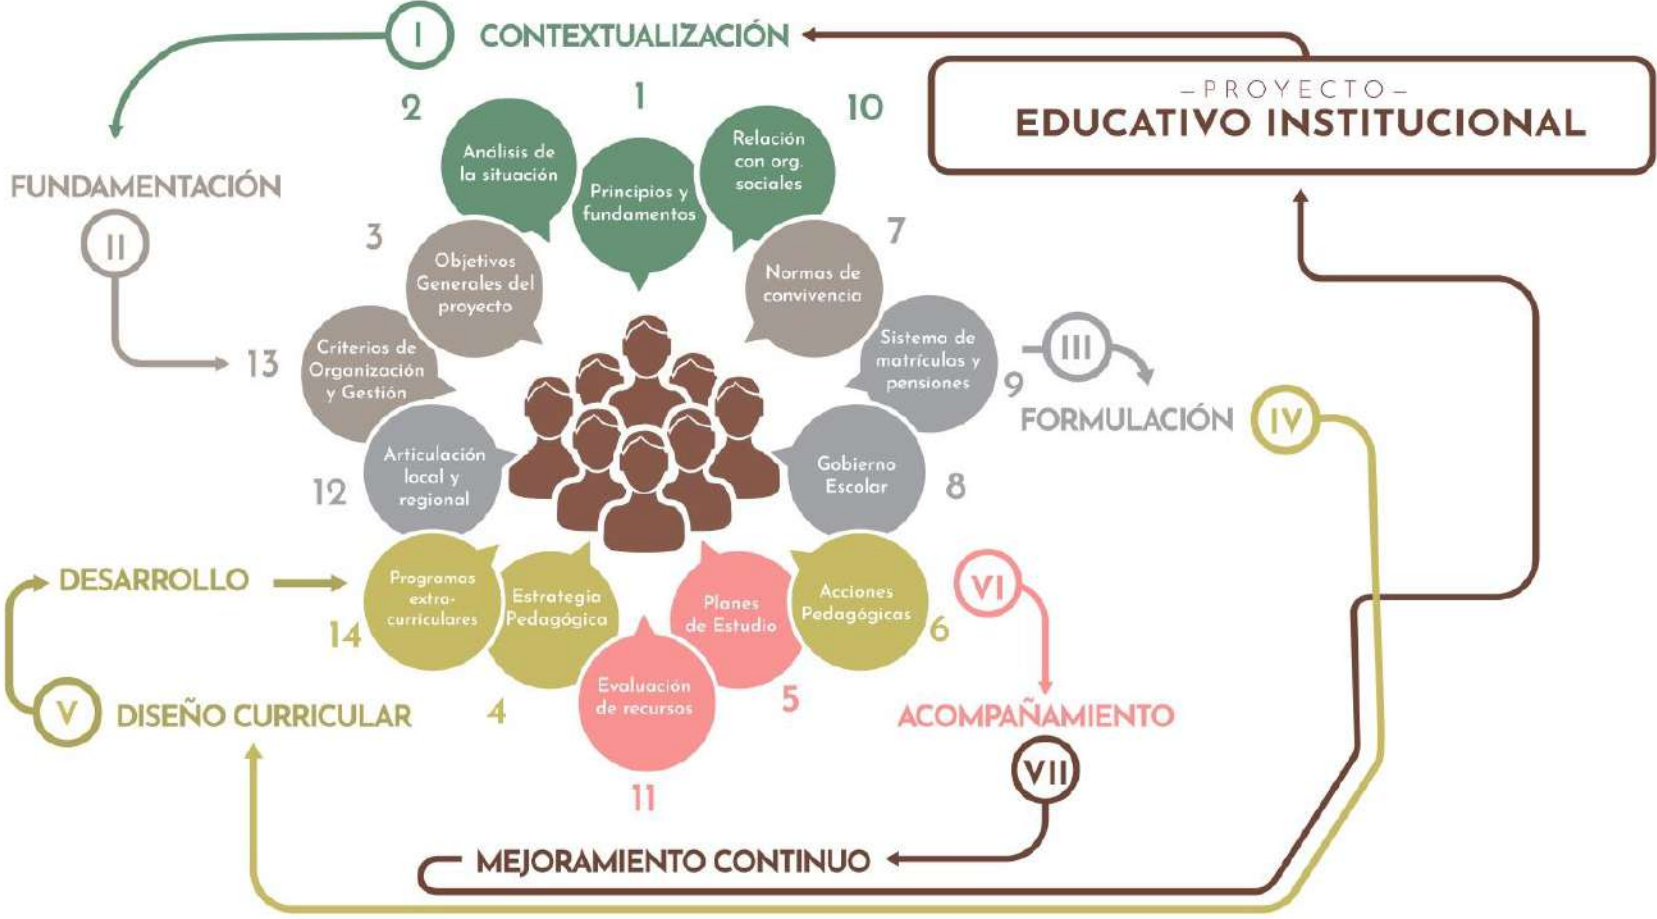 I
CONTEXTUALIZACIÓN
– PROYECTO –
EDUCATIVO INSTITUCIONAL
2
1
10
Análisis de
la situación
Principios y
fundamentos
Relación
con org.
sociales
FUNDAMENTACIÓN
II
3
Objetivos
Generales del
proyecto
7
Normas de
convivencia
13
Criterios de
Organización
y Gestión
Sistema de
matrículas y
pensiones
9
III
FORMULACIÓN
IV
12
Articulación
local y
regional
Gobierno
Escolar
8
DESARROLLO
14
Programas
extra-
curriculares
Estrategia
Pedagógica
4
Planes
de Estudio
5
Acciones
Pedagógicas
6
VI
V
DISEÑO CURRICULAR
Evaluación
de recursos
11
ACOMPAÑAMIENTO
VII
MEJORAMIENTO CONTINUO